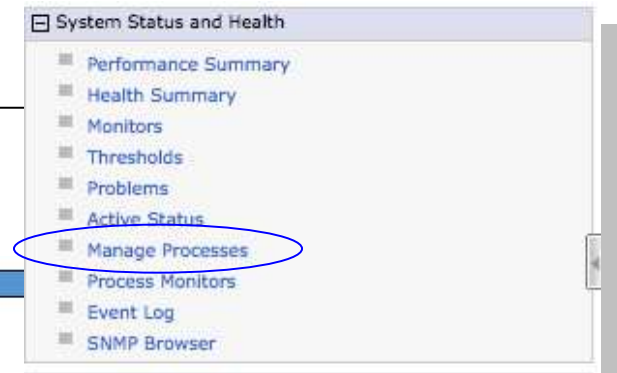 System Status and Health
Performance Summary
Health Summary
Monitors
Thresholds
Problems
Active Status
Manage Processes
Process Monitors
Event Log
SNMP Browser